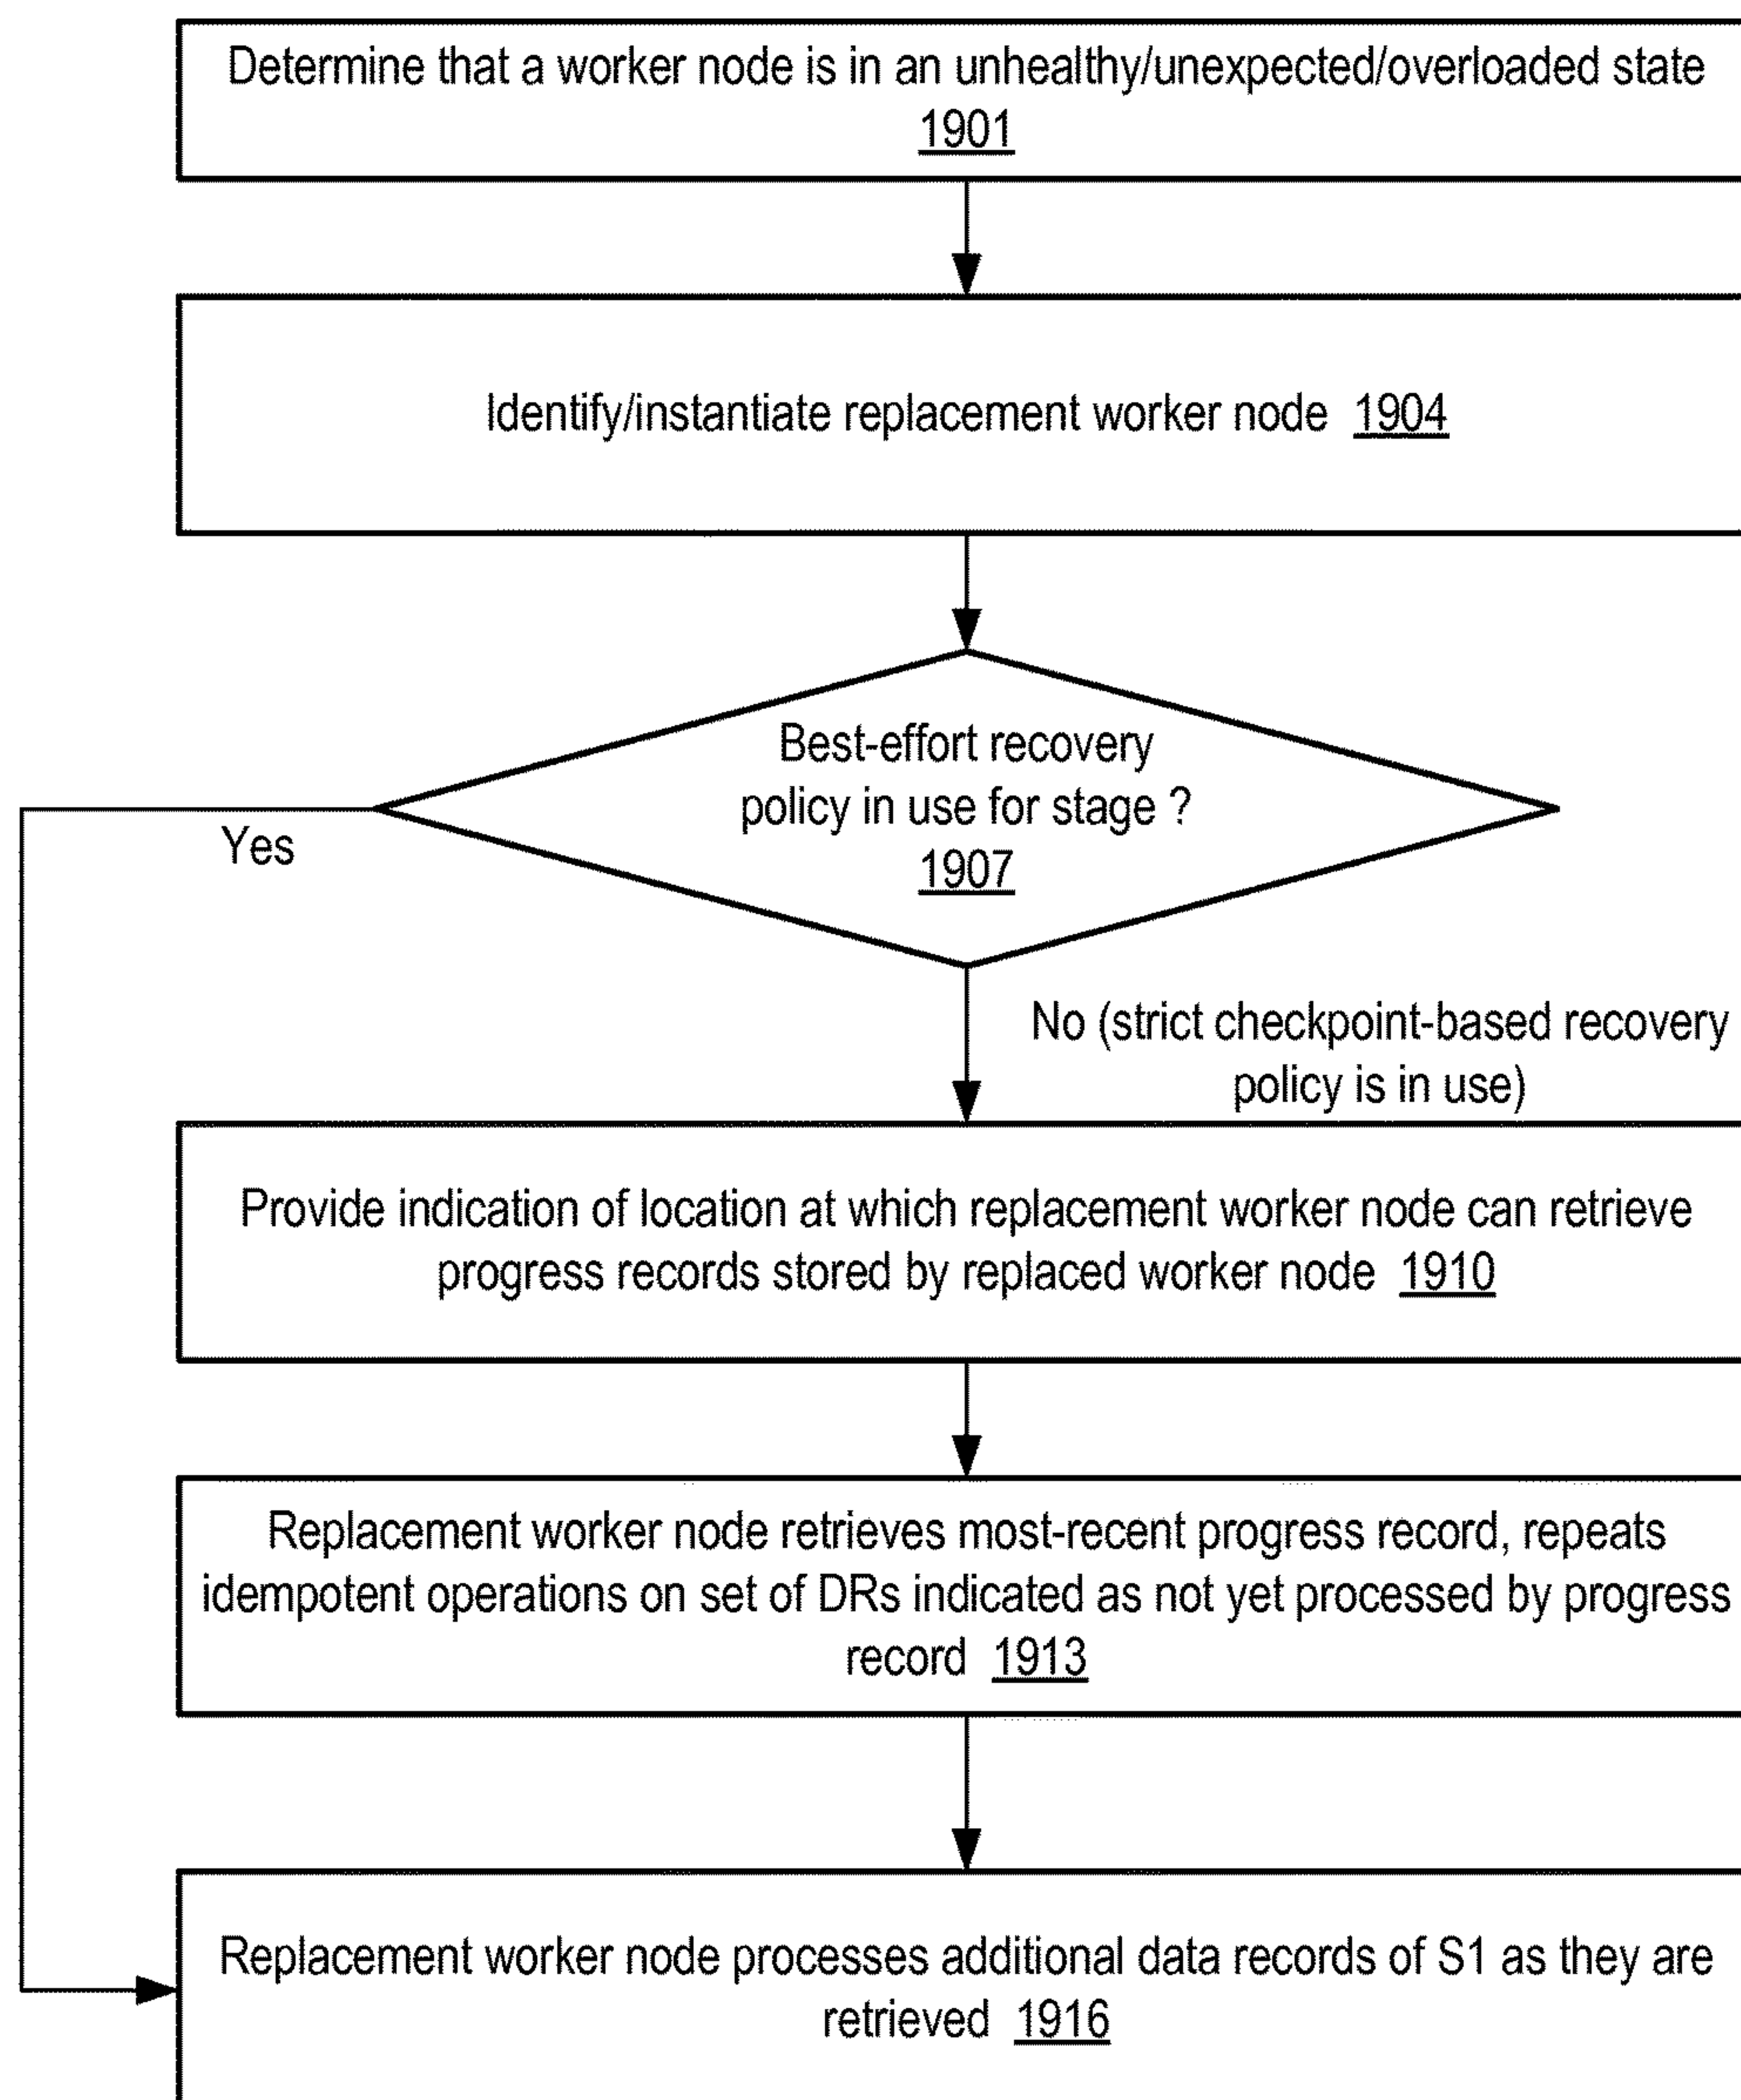 Determine that a worker node is in an unhealthy/unexpected/overloaded state
1901
Identify/instantiate replacement worker node 1904
Best-effort recovery
policy in use for stage ?
1907
Yes
No (strict checkpoint-based recovery
policy is in use)
Provide indication of location at which replacement worker node can retrieve
progress records stored by replaced worker node 1910
Replacement worker node retrieves most-recent progress record, repeats
idempotent operations on set of DRs indicated as not yet processed by progress
record 1913
Replacement worker node processes additional data records of S1 as they are
retrieved 1916